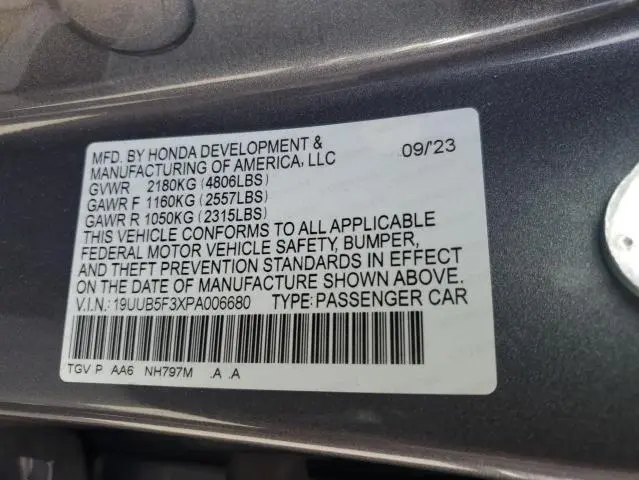 MFD. BY HONDA DEVELOPMENT & 09/'23
MANUFACTURING OF AMERICA, LLC
GVWR 2180KG (4806LBS)
GAWR F 1160KG (2557LBS)
GAWR R 1050KG (2315LBS)
THIS VEHICLE CONFORMS TO ALL APPLICABLE
FEDERAL MOTOR VEHICLE SAFETY, BUMPER,
AND THEFT PREVENTION STANDARDS IN EFFECT
ON THE DATE OF MANUFACTURE SHOWN ABOVE.
V.I.N.: 19UUB5F3XPA006680 TYPE: PASSENGER CAR
TGV P AA6 NH797M .A .A